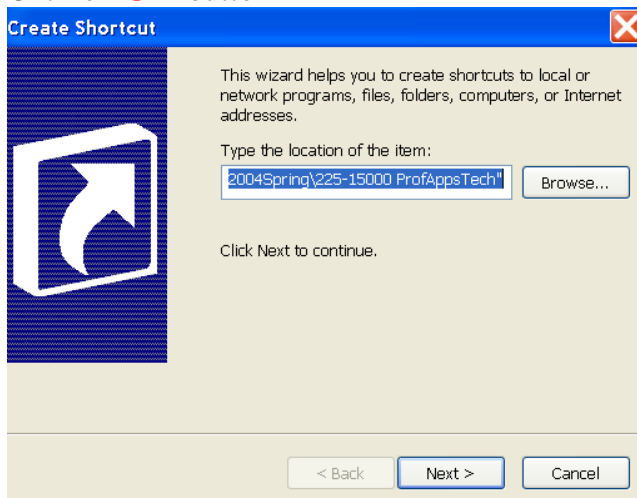 Create Shortcut
This wizard helps you to create shortcuts to local or
network programs, files, folders, computers, or Internet
addresses.
Type the location of the item:
2004Spring\225-15000 ProfAppsTech"
Browse...
Click Next to continue.
< Back
Next >
Cancel